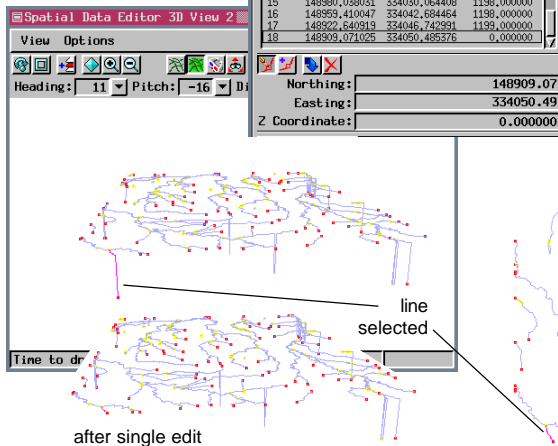 Spatial Data Editor 3D View 2
View Options
Heading: 11 Pitch: -16
15 148980,038031 334030,064408 1198,000000
16 148959,410047 334042,684464 1198,000000
17 148922,640919 334046,742991 1199,000000
18 148909,071025 334050,485376 0,000000
Northing: 148909.07
Easting: 334050.49
Z Coordinate: 0.000000
line
selected
Time to
after single edit